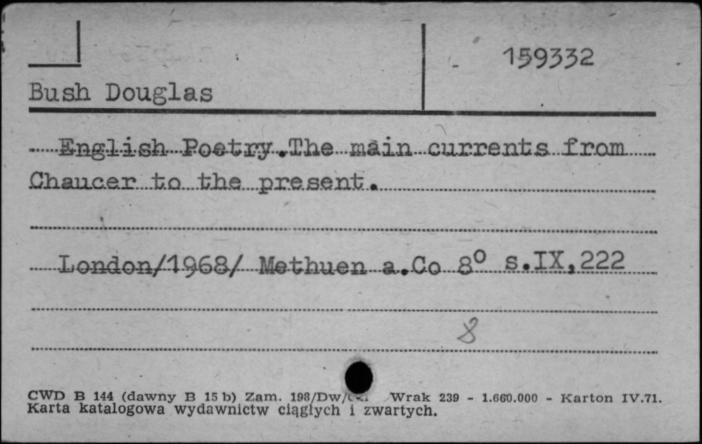 159332
Bush Douglas
English Poetry.The main currents from
Chaucer to the present.
London/1968/ Methuen a.Co 8° s.IX,222
8
CWD B 144 (dawny B 15 b) Zam. 198/Dw/ Wrak 239 - 1.660.000 - Karton IV.71.
Karta katalogowa wydawnictw ciągłych i zwartych.